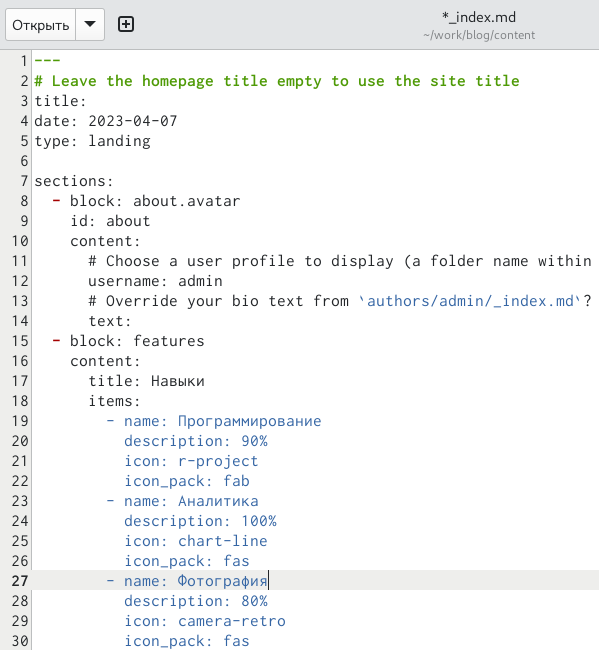 Открыть
*_index.md
~/work/blog/content
1 ---
2 # Leave the homepage title empty to use the site title
3 title:
4 date: 2023-04-07
5 type: landing
6
7 sections:
8   - block: about.avatar
9     id: about
10     content:
11       # Choose a user profile to display (a folder name within
12       username: admin
13       # Override your bio text from `authors/admin/_index.md`?
14       text:
15   - block: features
16     content:
17       title: Навыки
18       items:
19         - name: Программирование
20           description: 90%
21           icon: r-project
22           icon_pack: fab
23         - name: Аналитика
24           description: 100%
25           icon: chart-line
26           icon_pack: fas
27         - name: Фотография
28           description: 80%
29           icon: camera-retro
30           icon_pack: fas